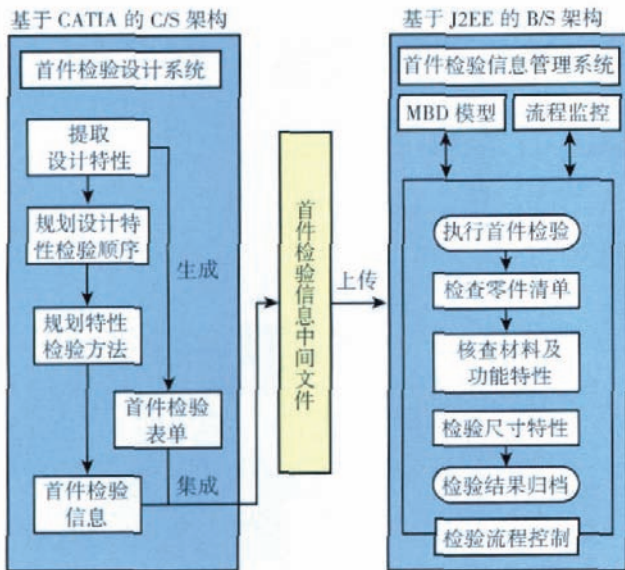 基于 CATIA 的 C/S 架构
首件检验设计系统
提取
设计特性
规划设计特
性检验顺序
生成
规划特性
检验方法
首件检验
表单
集成
首件检验
信息
首件检验信息中间文件
上传
基于 J2EE 的 B/S 架构
首件检验信息管理系统
MBD 模型
流程监控
执行首件检验
检查零件清单
核查材料及
功能特性
检验尺寸特性
检验结果归档
检验流程控制